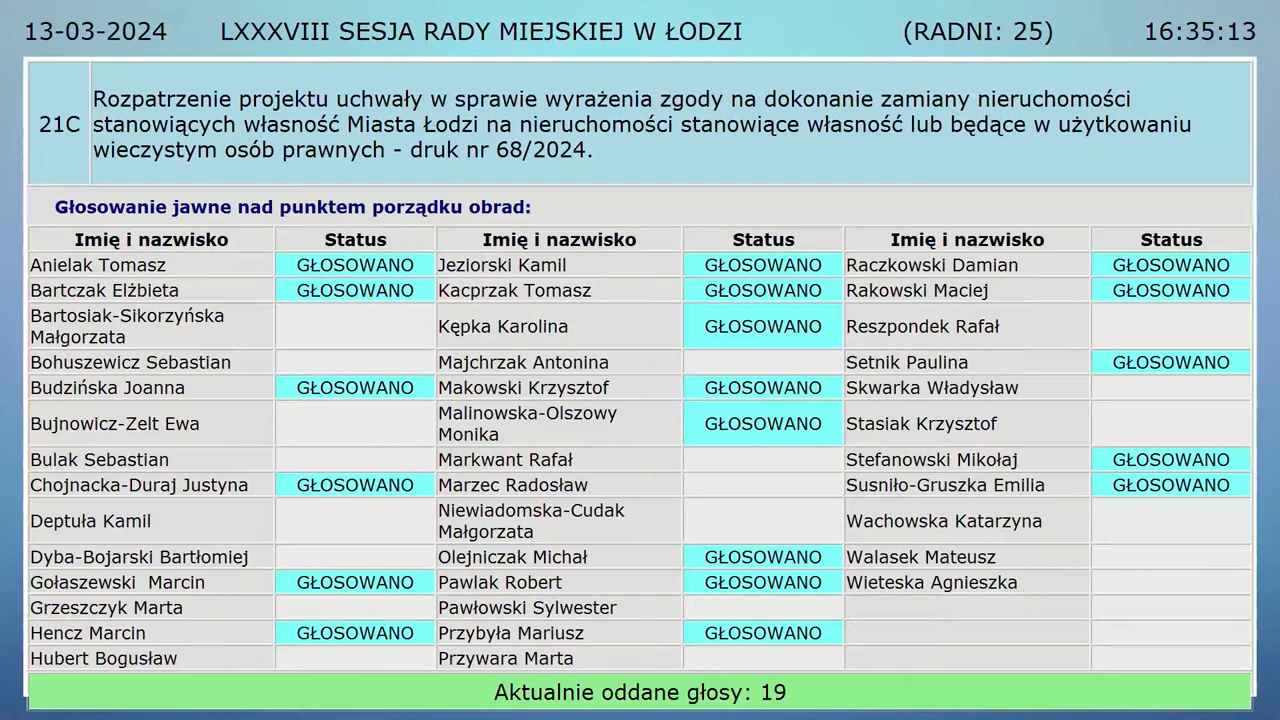 13-03-2024 LXXXVIII SESJA RADY MIEJSKIEJ W ŁODZI (RADNI: 25) 16:35:13
21C
Rozpatrzenie projektu uchwały w sprawie wyrażenia zgody na dokonanie zamiany nieruchomości
stanowiących własność Miasta Łodzi na nieruchomości stanowiące własność lub będące w użytkowaniu
wieczystym osób prawnych - druk nr 68/2024.
Głosowanie jawne nad punktem porządku obrad:
Imię i nazwisko Status Imię i nazwisko Status Imię i nazwisko Status
Anielak Tomasz GŁOSOWANO Jeziorski Kamil GŁOSOWANO Raczkowski Damian GŁOSOWANO
Bartczak Elżbieta GŁOSOWANO Kacprzak Tomasz GŁOSOWANO Rakowski Maciej GŁOSOWANO
Bartosiak-Sikorzyńska
Małgorzata
Kępka Karolina GŁOSOWANO Reszpondek Rafał
Bohuszewicz Sebastian Majchrzak Antonina Setnik Paulina GŁOSOWANO
Budzińska Joanna GŁOSOWANO Makowski Krzysztof GŁOSOWANO Skwarka Władysław
Bujnowicz-Zelt Ewa
Malinowska-Olszowy
Monika
GŁOSOWANO Stasiak Krzysztof
Bulak Sebastian Markwant Rafał Stefanowski Mikołaj GŁOSOWANO
Chojnacka-Duraj Justyna GŁOSOWANO Marzec Radosław Susniło-Gruszka Emilia GŁOSOWANO
Deptuła Kamil
Niewiadomska-Cudak
Małgorzata
Wachowska Katarzyna
Dyba-Bojarski Bartłomiej Olejniczak Michał GŁOSOWANO Walasek Mateusz
Gołaszewski Marcin GŁOSOWANO Pawlak Robert GŁOSOWANO Wieteska Agnieszka
Grzeszczyk Marta Pawłowski Sylwester
Hencz Marcin GŁOSOWANO Przybyła Mariusz GŁOSOWANO
Hubert Bogusław Przywara Marta
Aktualnie oddane głosy: 19